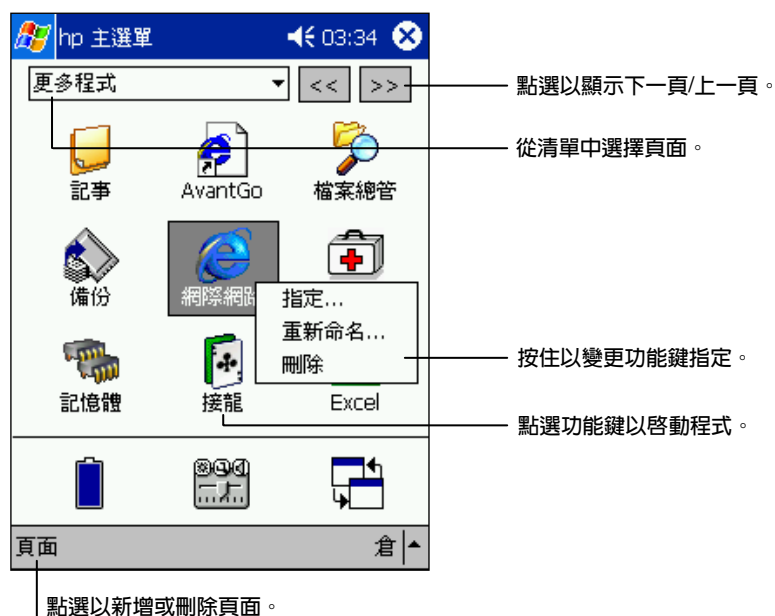 hp 主選單 03:34
更多程式 << >>
點選以顯示下一頁/上一頁。
從清單中選擇頁面。
記事 AvantGo 檔案總管
備份 網際網路
指定...
重新命名...
刪除
按住以變更功能鍵指定。
記憶體 接龍 Excel
點選功能鍵以啓動程式。
頁面 倉
點選以新增或刪除頁面。